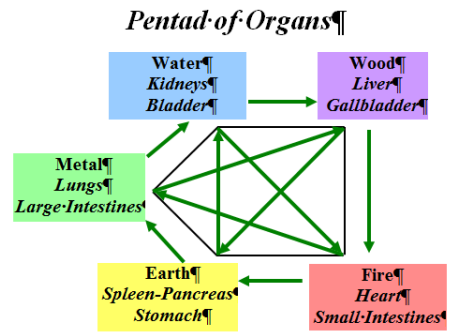 Pentad·of·Organs¶
Water¶
Kidneys¶
Bladder¶
Wood¶
Liver¶
Gallbladder¶
Metal¶
Lungs¶
Large·Intestines¶
Earth¶
Spleen-Pancreas¶
Stomach¶
Fire¶
Heart¶
Small·Intestines¶